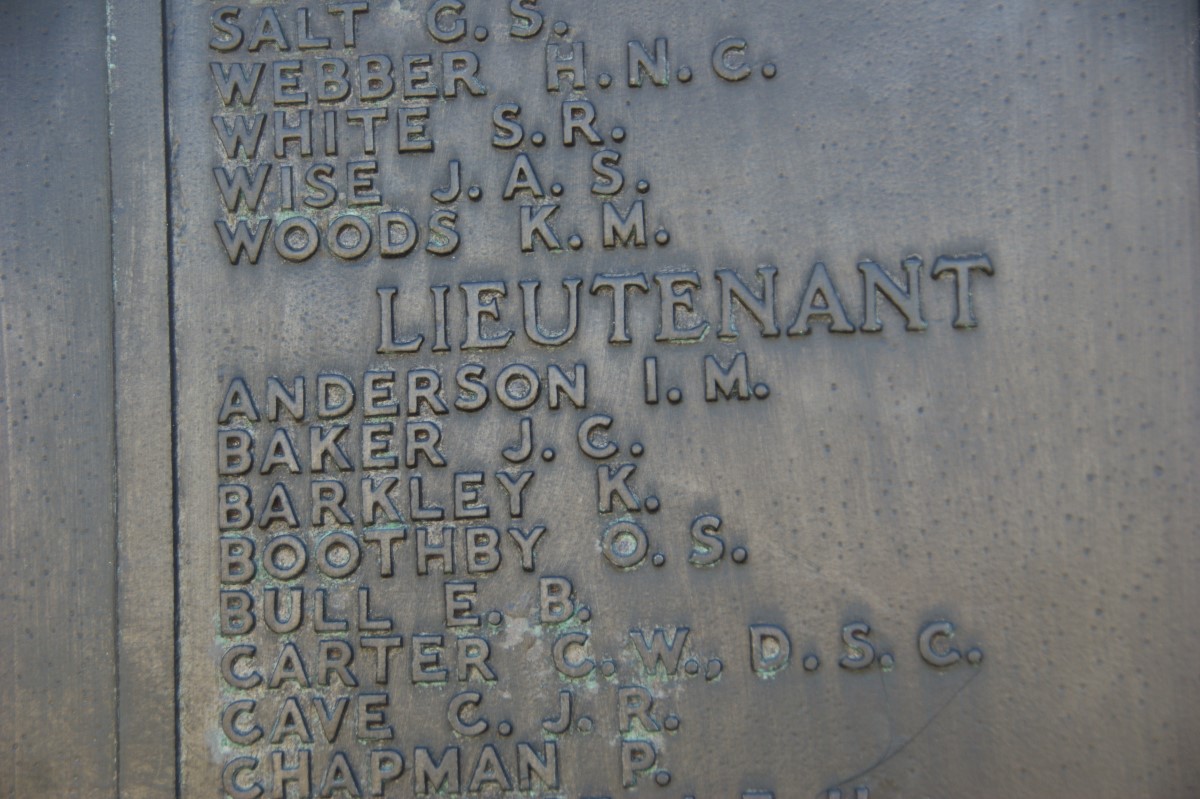 SALT G. S.
WEBBER H. N. C.
WHITE S. R.
WISE J. A. S.
WOODS K. M.
LIEUTENANT
ANDERSON I. M.
BAKER J. C.
BARKLEY K.
BOOTHBY O. S.
BULL E. B.
CARTER C. W., D. S. C.
CAVE C. J. R.
CHAPMAN P.